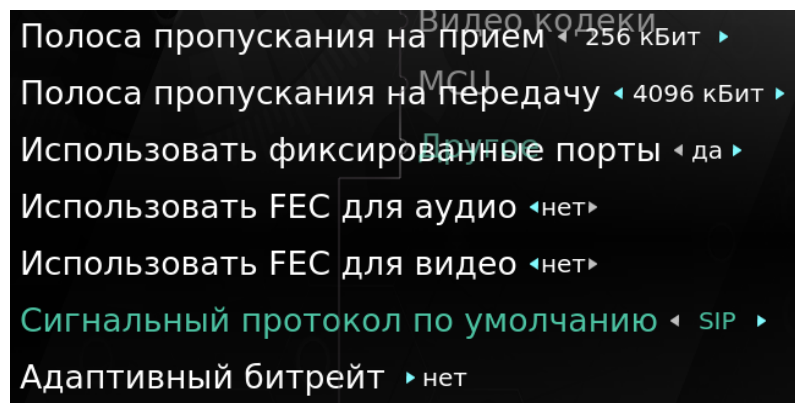 Видео кодеки
Полоса пропускания на прием 256 кБит
MCU
Полоса пропускания на передачу 4096 кБит
Другое
Использовать фиксированные порты да
Использовать FEC для аудио нет
Использовать FEC для видео нет
Сигнальный протокол по умолчанию SIP
Адаптивный битрейт нет